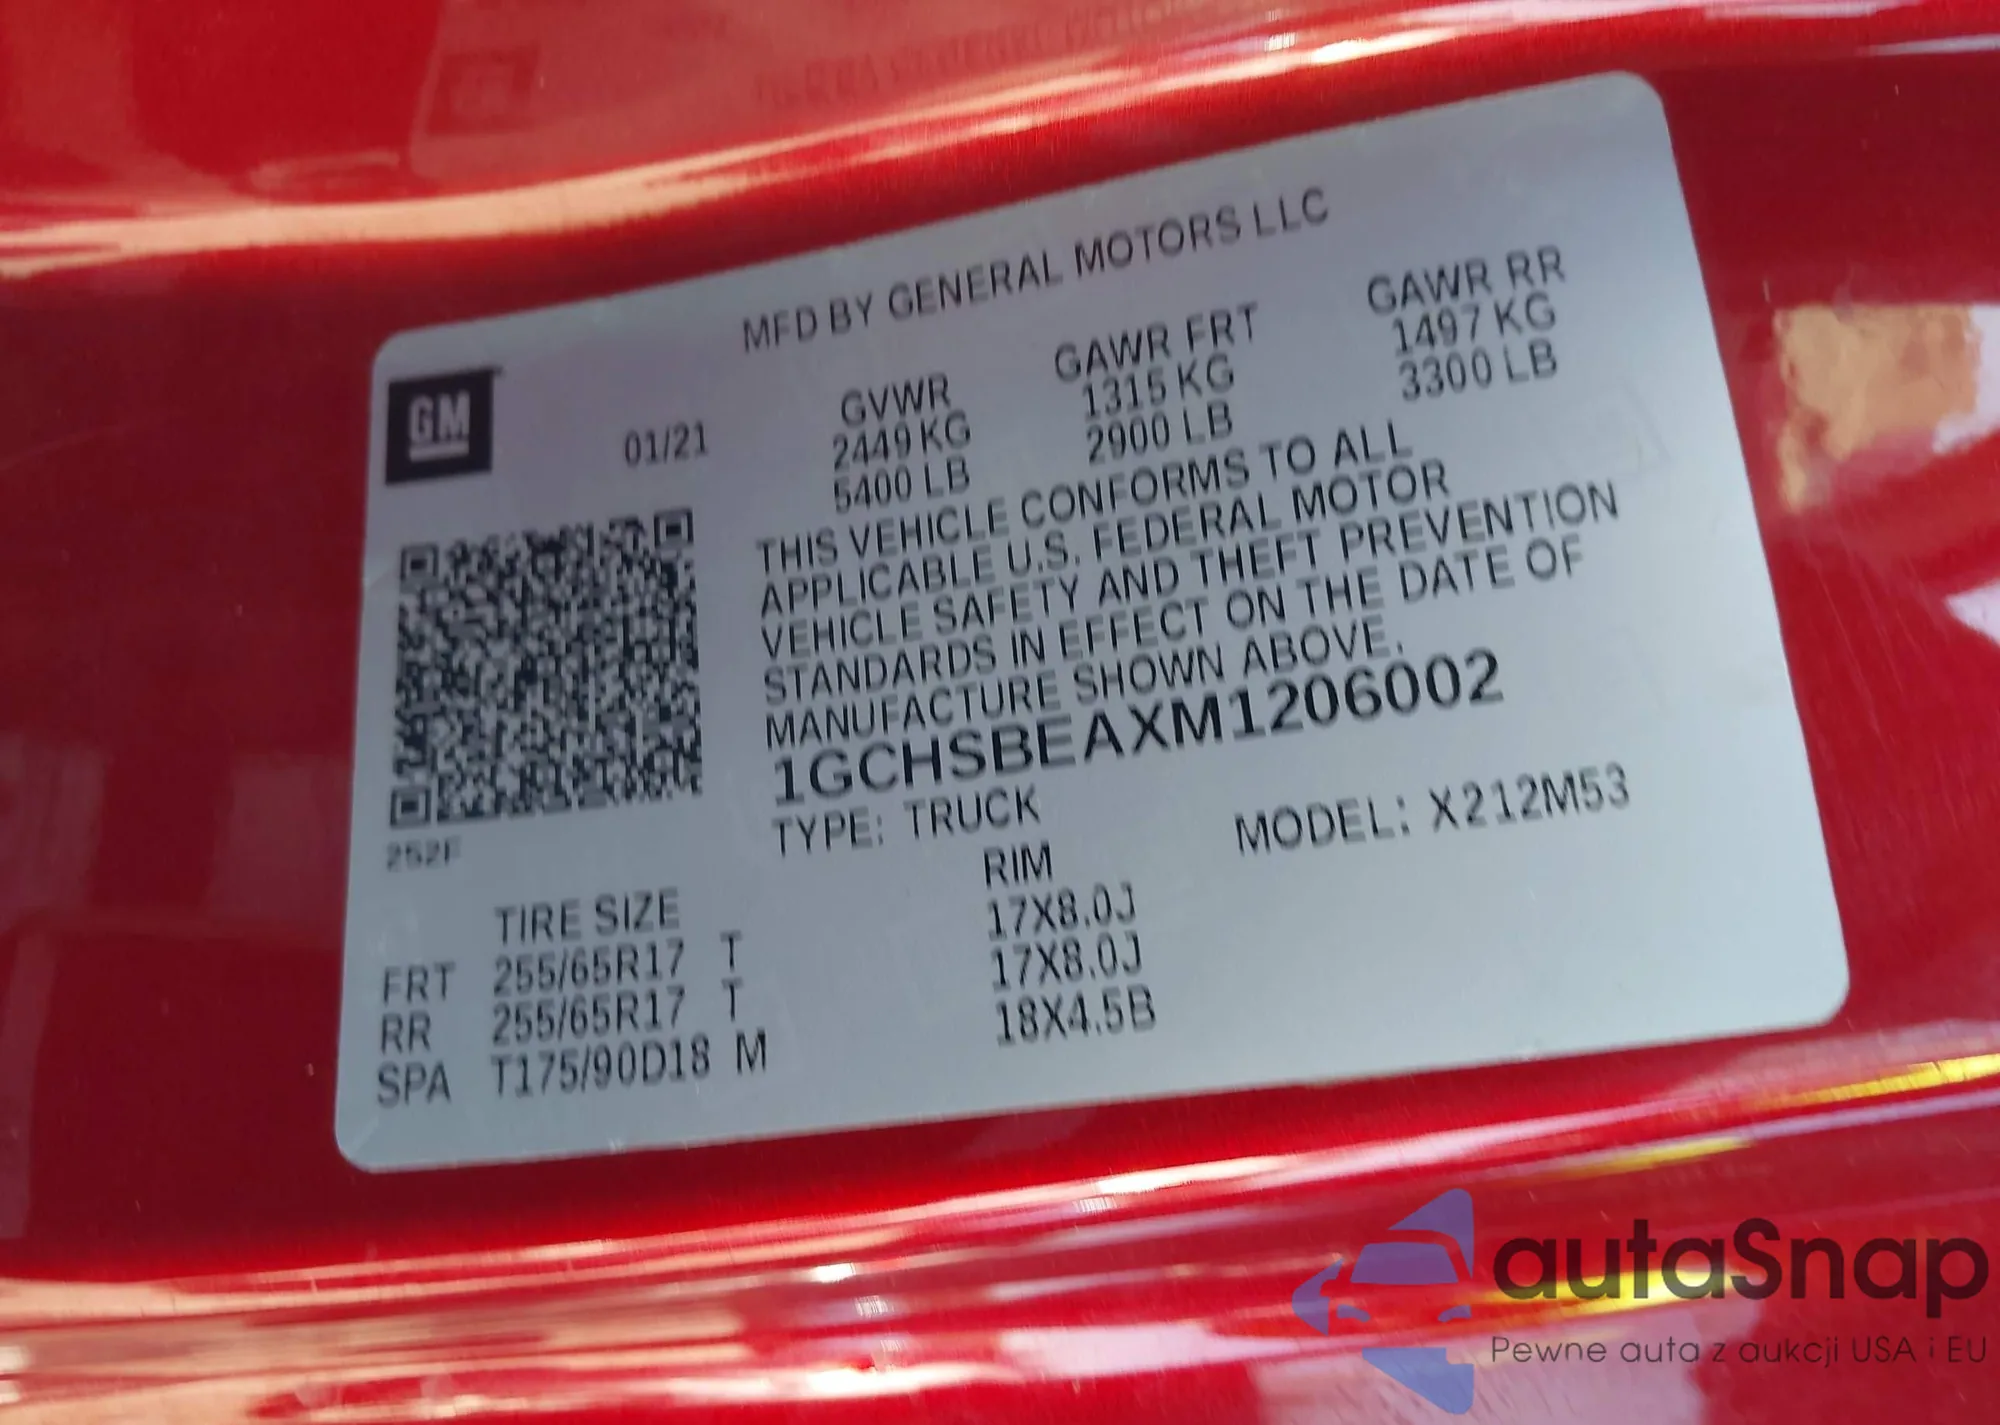 MFD BY GENERAL MOTORS LLC
GM
01/21
GVWR GAWR FRT GAWR RR
2449 KG 1315 KG 1497 KG
5400 LB 2900 LB 3300 LB
THIS VEHICLE CONFORMS TO ALL
APPLICABLE U.S. FEDERAL MOTOR
VEHICLE SAFETY AND THEFT PREVENTION
STANDARDS IN EFFECT ON THE DATE OF
MANUFACTURE SHOWN ABOVE.
1GCHSBEAXM1206002
TYPE: TRUCK MODEL: X212M53
252F
TIRE SIZE RIM
FRT 255/65R17 T 17X8.0J
RR 255/65R17 T 17X8.0J
SPA T175/90D18 M 18X4.5B
autaSnap
Pewne auta z aukcji USA i EU